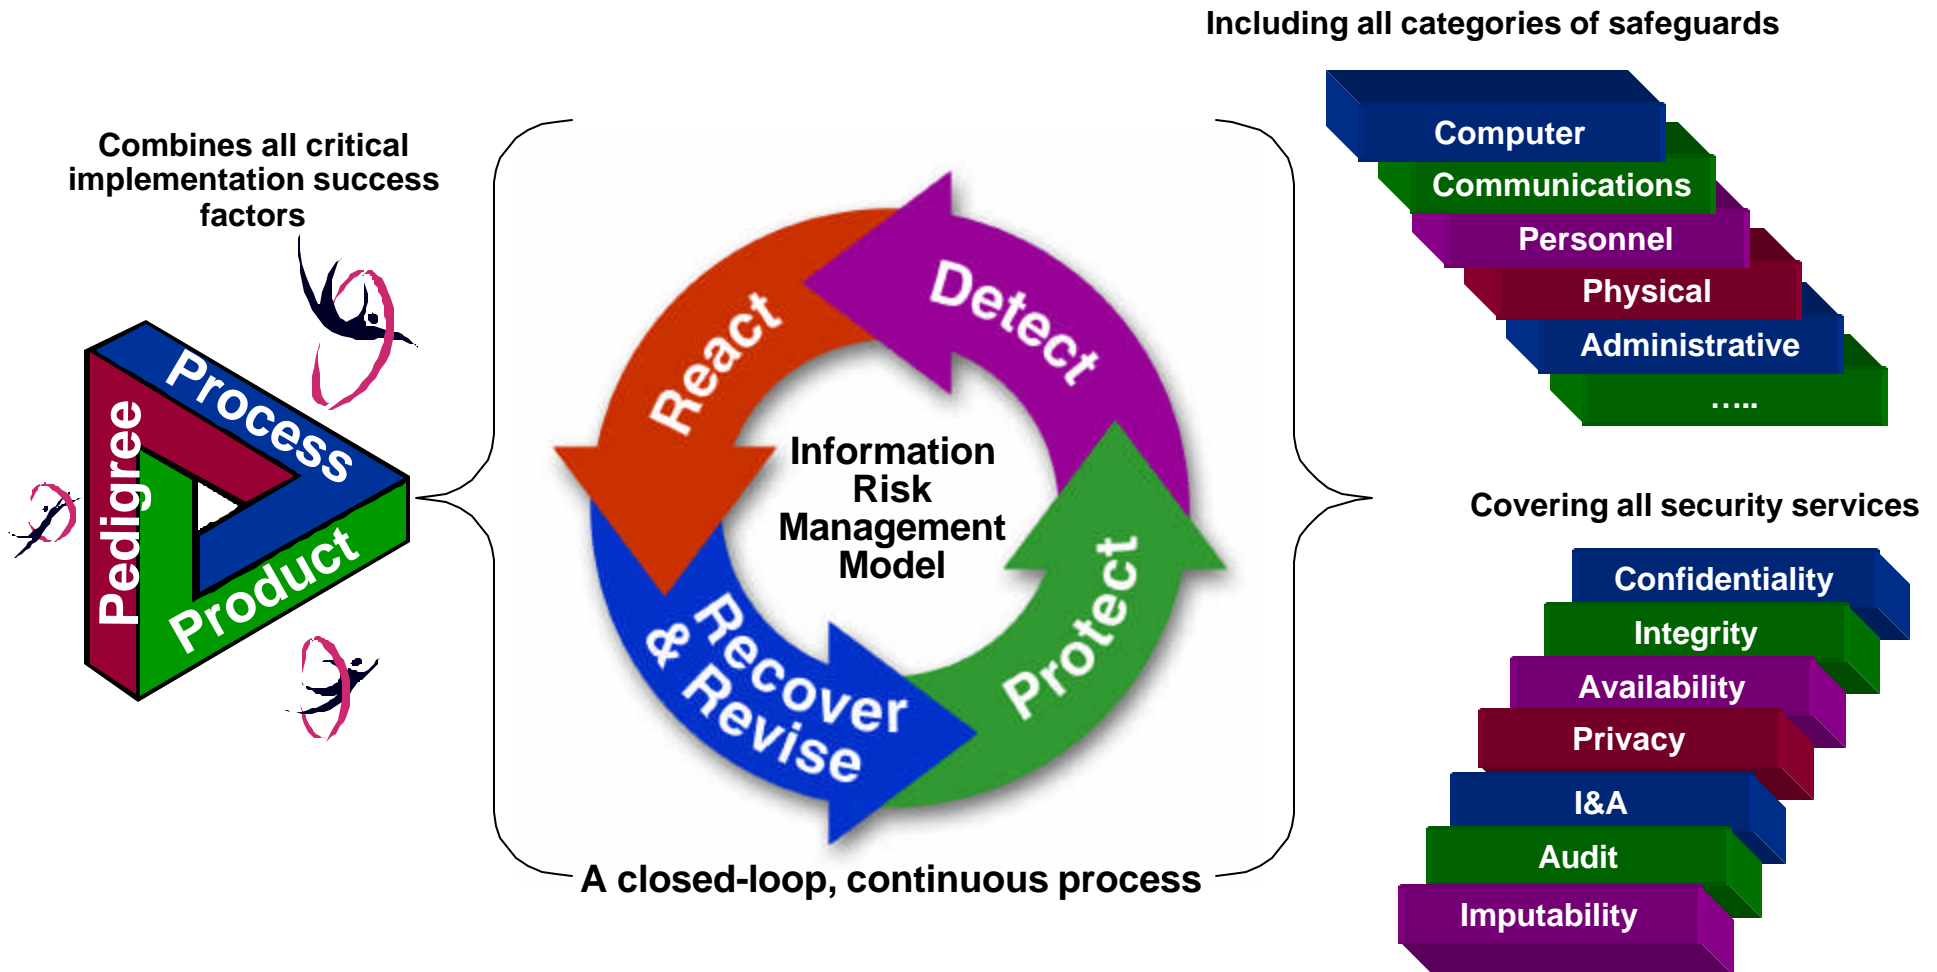 Including all categories of safeguards
Combines all critical
implementation success
factors
Process
Pedigree
Product
Detect
React
Protect
Recover
& Revise
Information
Risk
Management
Model
A closed-loop, continuous process
Computer
Communications
Personnel
Physical
Administrative
…..
Covering all security services
Confidentiality
Integrity
Availability
Privacy
I&A
Audit
Imputability